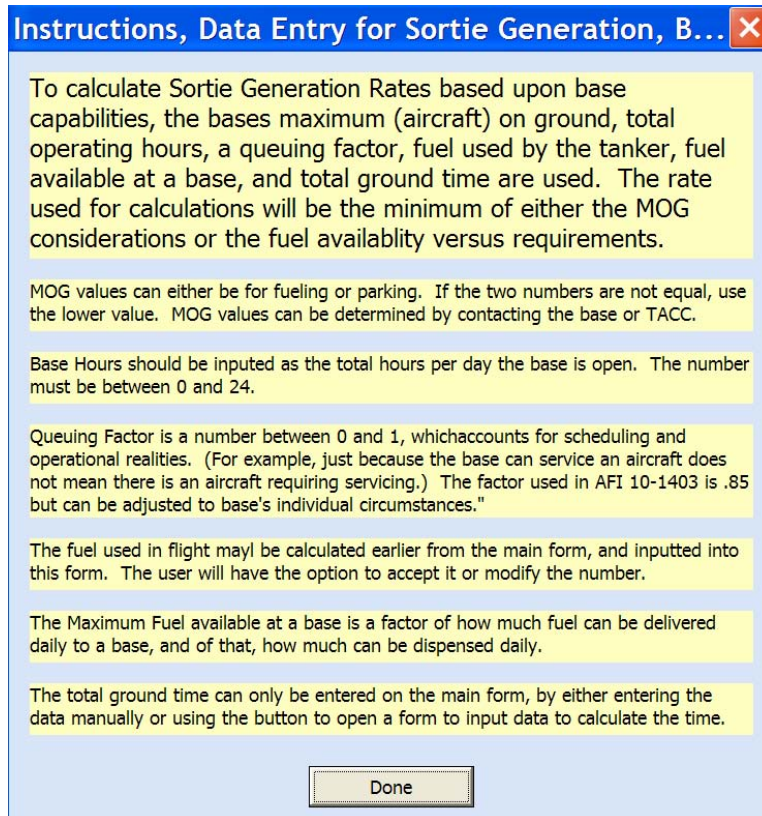 Instructions, Data Entry for Sortie Generation, B...
To calculate Sortie Generation Rates based upon base
capabilities, the bases maximum (aircraft) on ground, total
operating hours, a queuing factor, fuel used by the tanker, fuel
available at a base, and total ground time are used.  The rate
used for calculations will be the minimum of either the MOG
considerations or the fuel availablity versus requirements.
MOG values can either be for fueling or parking.  If the two numbers are not equal, use
the lower value.  MOG values can be determined by contacting the base or TACC.
Base Hours should be inputed as the total hours per day the base is open.  The number
must be between 0 and 24.
Queuing Factor is a number between 0 and 1, whichaccounts for scheduling and
operational realities.  (For example, just because the base can service an aircraft does
not mean there is an aircraft requiring servicing.)  The factor used in AFI 10-1403 is .85
but can be adjusted to base's individual circumstances."
The fuel used in flight mayl be calculated earlier from the main form, and inputted into
this form.  The user will have the option to accept it or modify the number.
The Maximum Fuel available at a base is a factor of how much fuel can be delivered
daily to a base, and of that, how much can be dispensed daily.
The total ground time can only be entered on the main form, by either entering the
data manually or using the button to open a form to input data to calculate the time.
Done